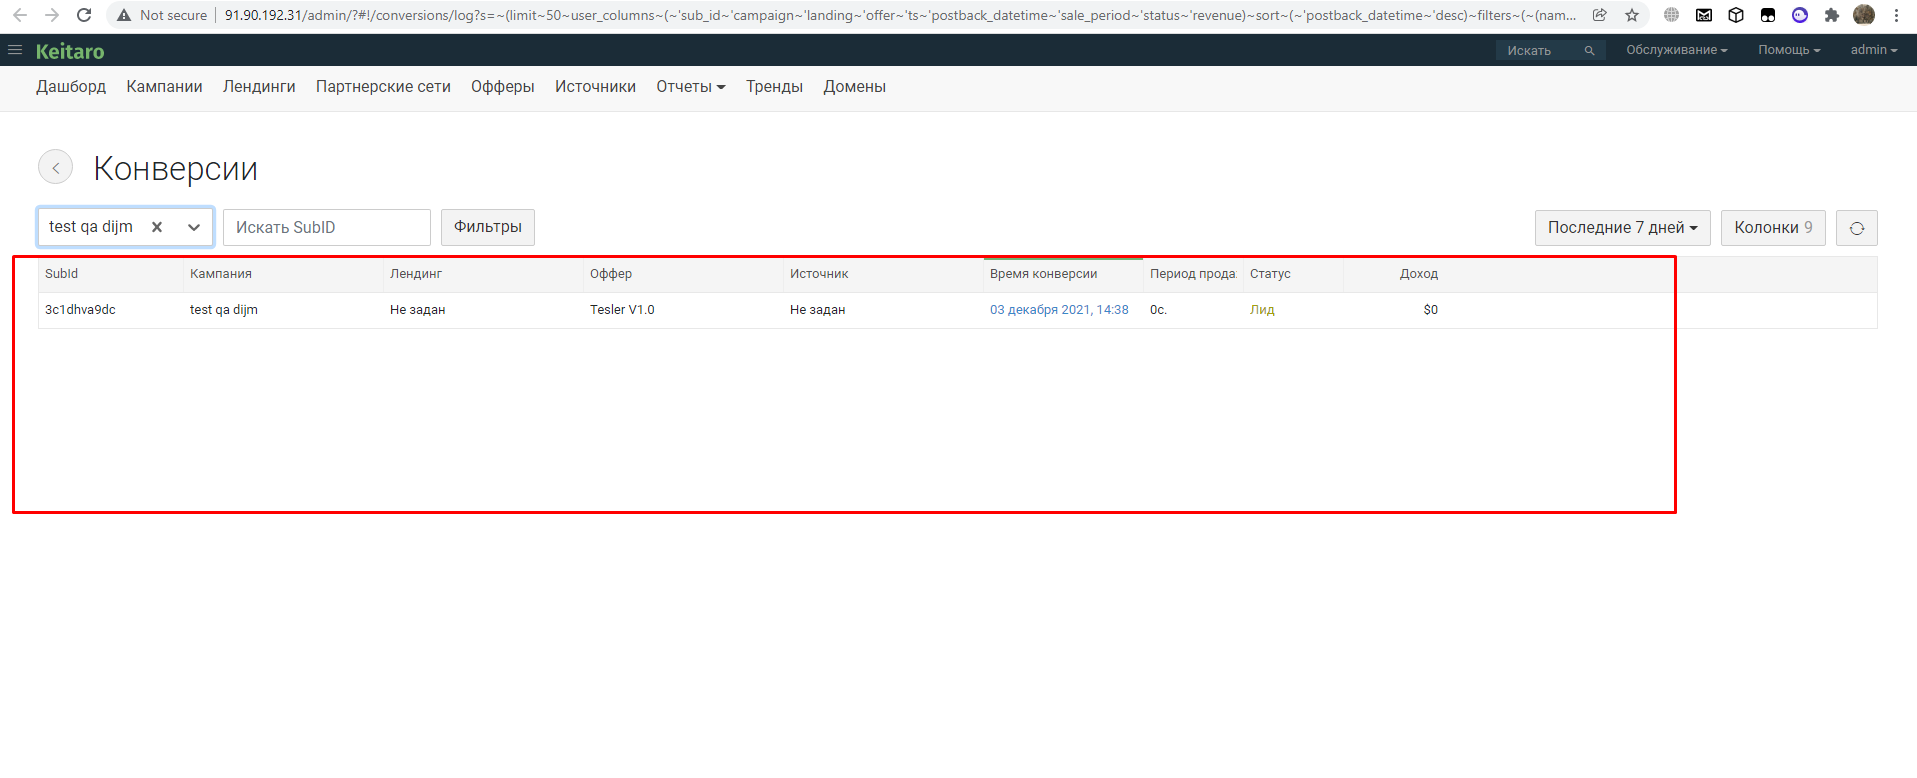 Not secure | 91.90.192.31/admin/?#!/conversions/log?s=~(limit~50~user_columns~(~'sub_id~'campaign~'landing~'offer~'ts~'postback_datetime~'sale_period~'status~'revenue)~sort~(~'postback_datetime~'desc)~filters~(~(nam...
Keitaro Искать Обслуживание Помощь admin
Дашборд Кампании Лендинги Партнерские сети Офферы Источники Отчеты Тренды Домены
Конверсии
test qa dijm Искать SubID Фильтры Последние 7 дней Колонки 9
SubId Кампания Лендинг Оффер Источник Время конверсии Период прода Статус Доход
3c1dhva9dc test qa dijm Не задан Tesler V1.0 Не задан 03 декабря 2021, 14:38 0с. Лид $0